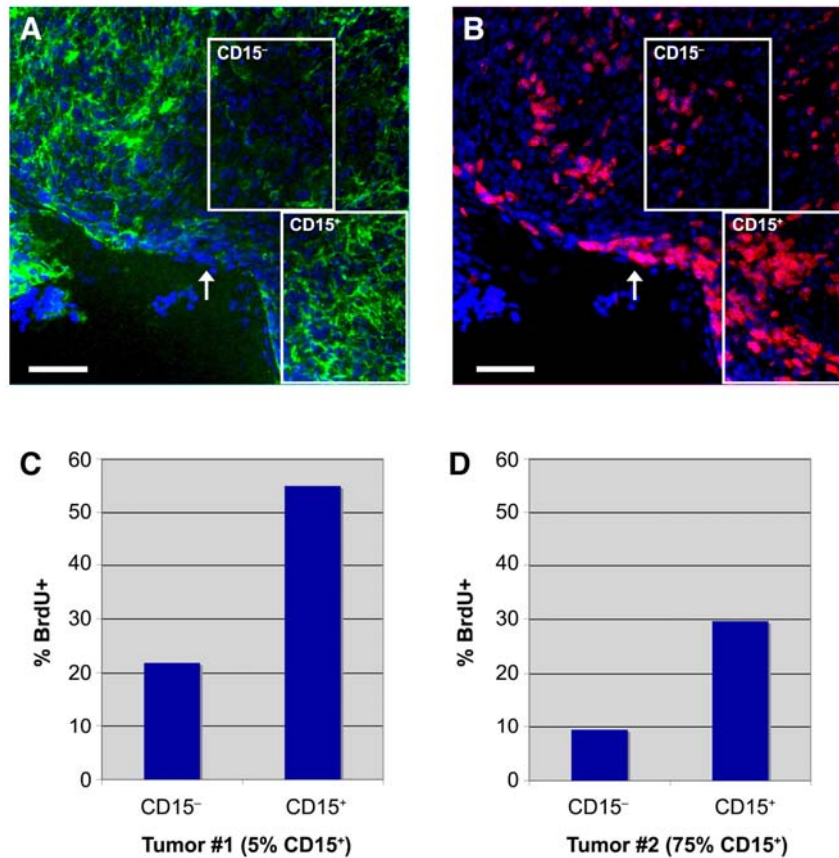 A
CD15⁻
CD15⁺
B
CD15⁻
CD15⁺
C
60
50
40
30
20
10
0
% BrdU+
CD15⁻
CD15⁺
Tumor #1 (5% CD15⁺)
D
60
50
40
30
20
10
0
% BrdU+
CD15⁻
CD15⁺
Tumor #2 (75% CD15⁺)